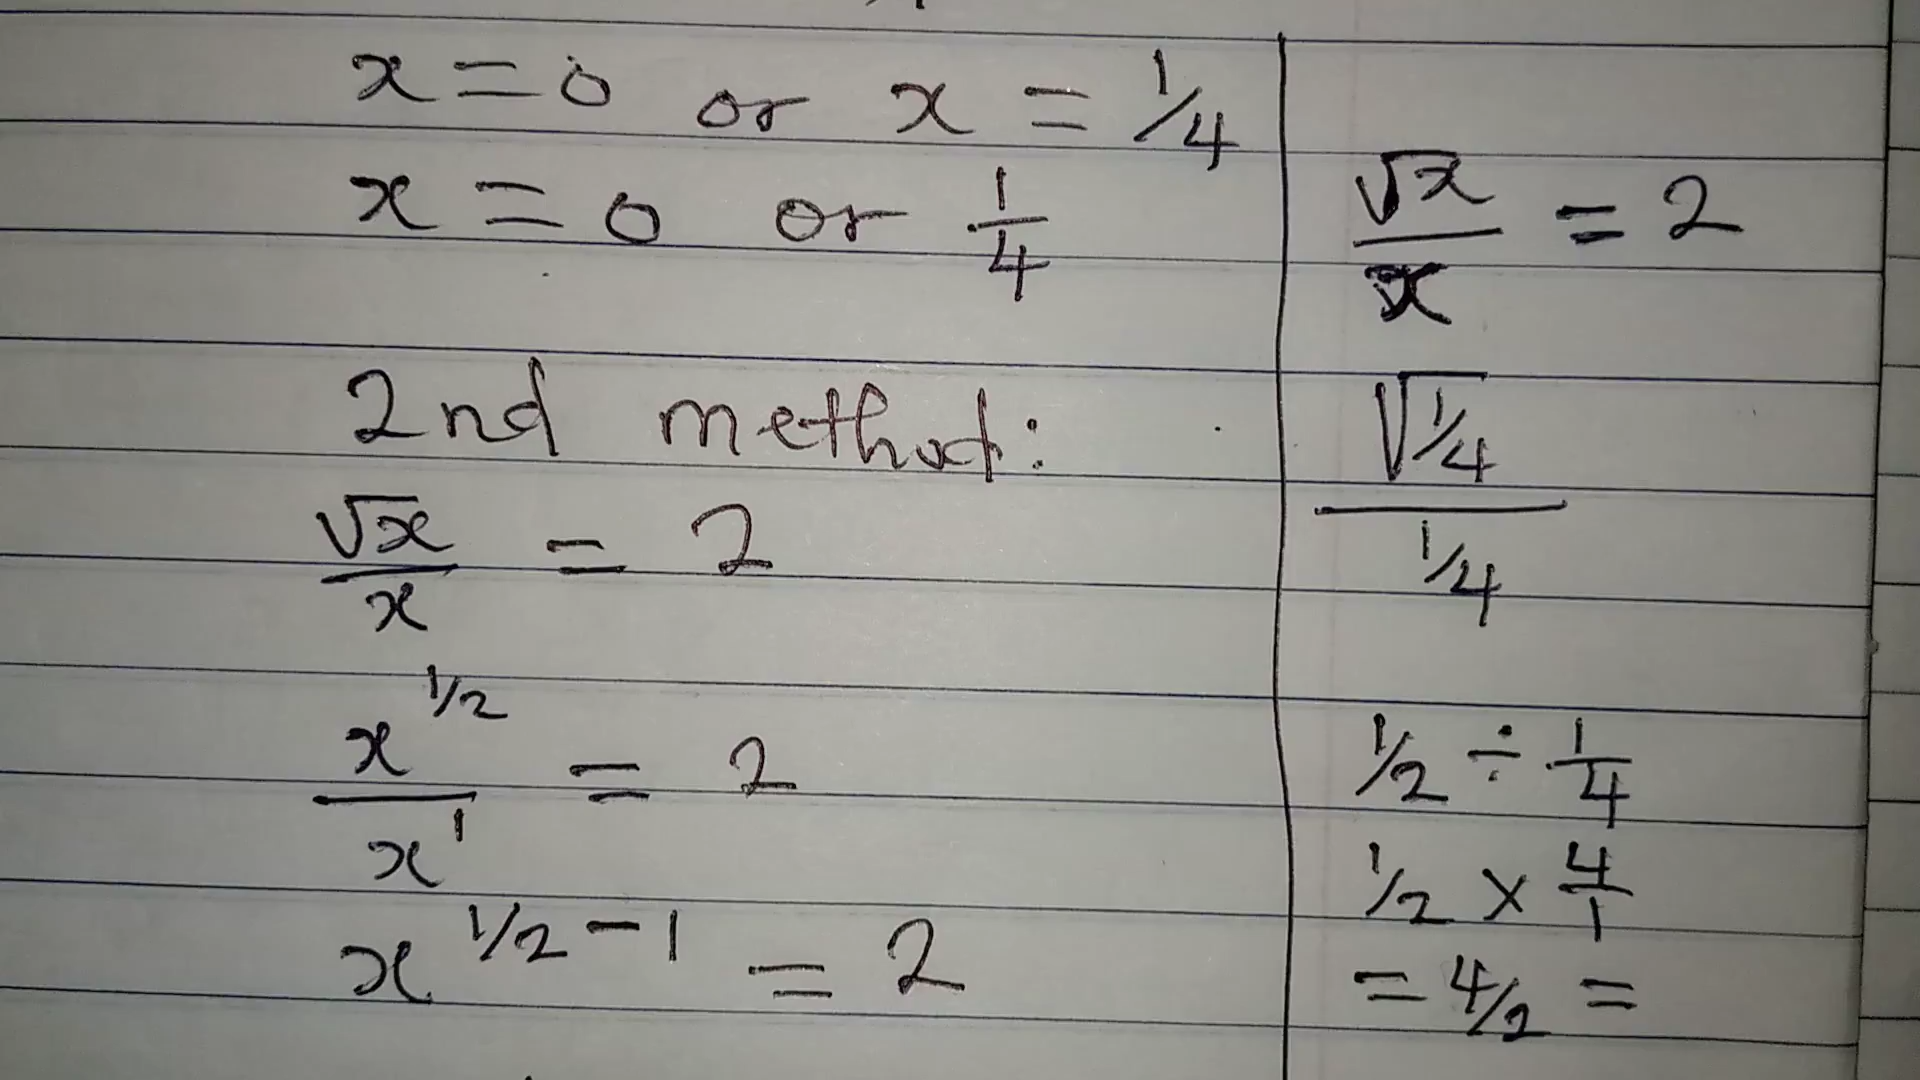 x = 0 or x = 1/4
x = 0 or 1/4
2nd method:
√x/x = 2
x^1/2 / x^1 = 2
x^1/2 - 1 = 2
√x/x = 2
√1/4 / 1/4
1/2 ÷ 1/4
1/2 × 4/1
= 4/2 =